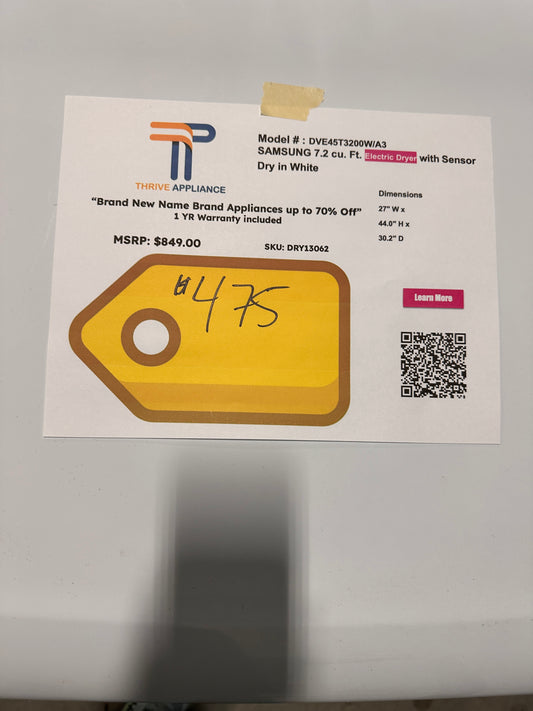 THRIVE APPLIANCE
Model # : DVE45T3200W/A3
SAMSUNG 7.2 cu. Ft. Electric Dryer with Sensor
Dry in White
“Brand New Name Brand Appliances up to 70% Off”
1 YR Warranty included
MSRP: $849.00
SKU: DRY13062
Dimensions
27" W x
44.0" H x
30.2" D
Learn More
$475